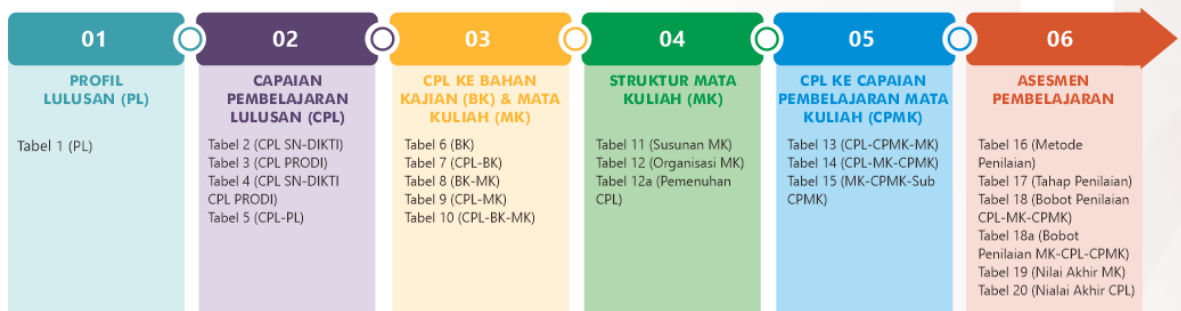 01
PROFIL
LULUSAN (PL)
Tabel 1 (PL)
02
CAPAIAN
PEMBELAJARAN
LULUSAN (CPL)
Tabel 2 (CPL SN-DIKTI)
Tabel 3 (CPL PRODI)
Tabel 4 (CPL SN-DIKTI
CPL PRODI)
Tabel 5 (CPL-PL)
03
CPL KE BAHAN
KAJIAN (BK) & MATA
KULIAH (MK)
Tabel 6 (BK)
Tabel 7 (CPL-BK)
Tabel 8 (BK-MK)
Tabel 9 (CPL-MK)
Tabel 10 (CPL-BK-MK)
04
STRUKTUR MATA
KULIAH (MK)
Tabel 11 (Susunan MK)
Tabel 12 (Organisasi MK)
Tabel 12a (Pemenuhan
CPL)
05
CPL KE CAPAIAN
PEMBELAJARAN MATA
KULIAH (CPMK)
Tabel 13 (CPL-CPMK-MK)
Tabel 14 (CPL-MK-CPMK)
Tabel 15 (MK-CPMK-Sub
CPMK)
06
ASESMEN
PEMBELAJARAN
Tabel 16 (Metode
Penilaian)
Tabel 17 (Tahap Penilaian)
Tabel 18 (Bobot Penilaian
CPL-MK-CPMK)
Tabel 18a (Bobot
Penilaian MK-CPL-CPMK)
Tabel 19 (Nilai Akhir MK)
Tabel 20 (Nialai Akhir CPL)